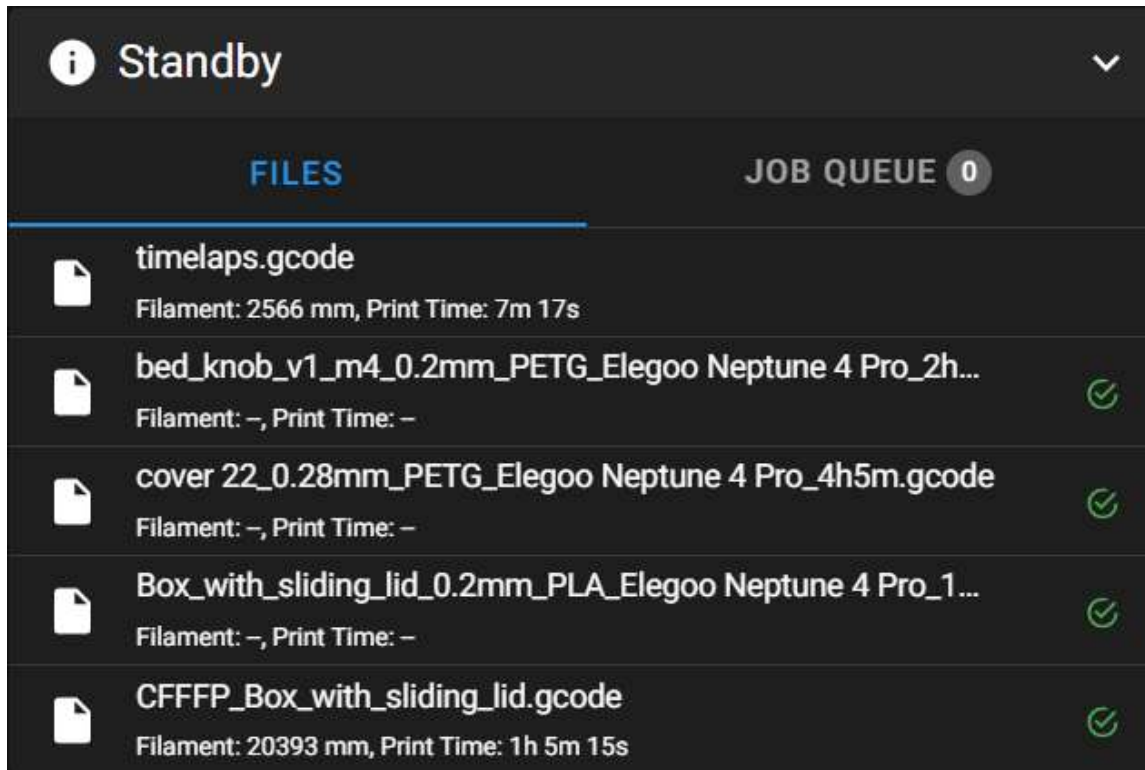 Standby
FILES
JOB QUEUE 0
timelaps.gcode
Filament: 2566 mm, Print Time: 7m 17s
bed_knob_v1_m4_0.2mm_PETG_Elegoo Neptune 4 Pro_2h...
Filament: --, Print Time: --
cover 22_0.28mm_PETG_Elegoo Neptune 4 Pro_4h5m.gcode
Filament: --, Print Time: --
Box_with_sliding_lid_0.2mm_PLA_Elegoo Neptune 4 Pro_1...
Filament: --, Print Time: --
CFFFP_Box_with_sliding_lid.gcode
Filament: 20393 mm, Print Time: 1h 5m 15s